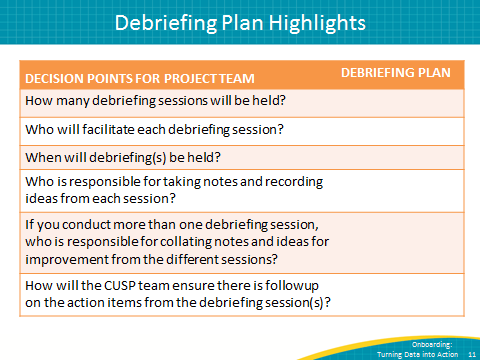 Debriefing Plan Highlights
DECISION POINTS FOR PROJECT TEAM
DEBRIEFING PLAN
How many debriefing sessions will be held?
Who will facilitate each debriefing session?
When will debriefing(s) be held?
Who is responsible for taking notes and recording
ideas from each session?
If you conduct more than one debriefing session,
who is responsible for collating notes and ideas for
improvement from the different sessions?
How will the CUSP team ensure there is followup
on the action items from the debriefing session(s)?
Onboarding:
Turning Data into Action 11